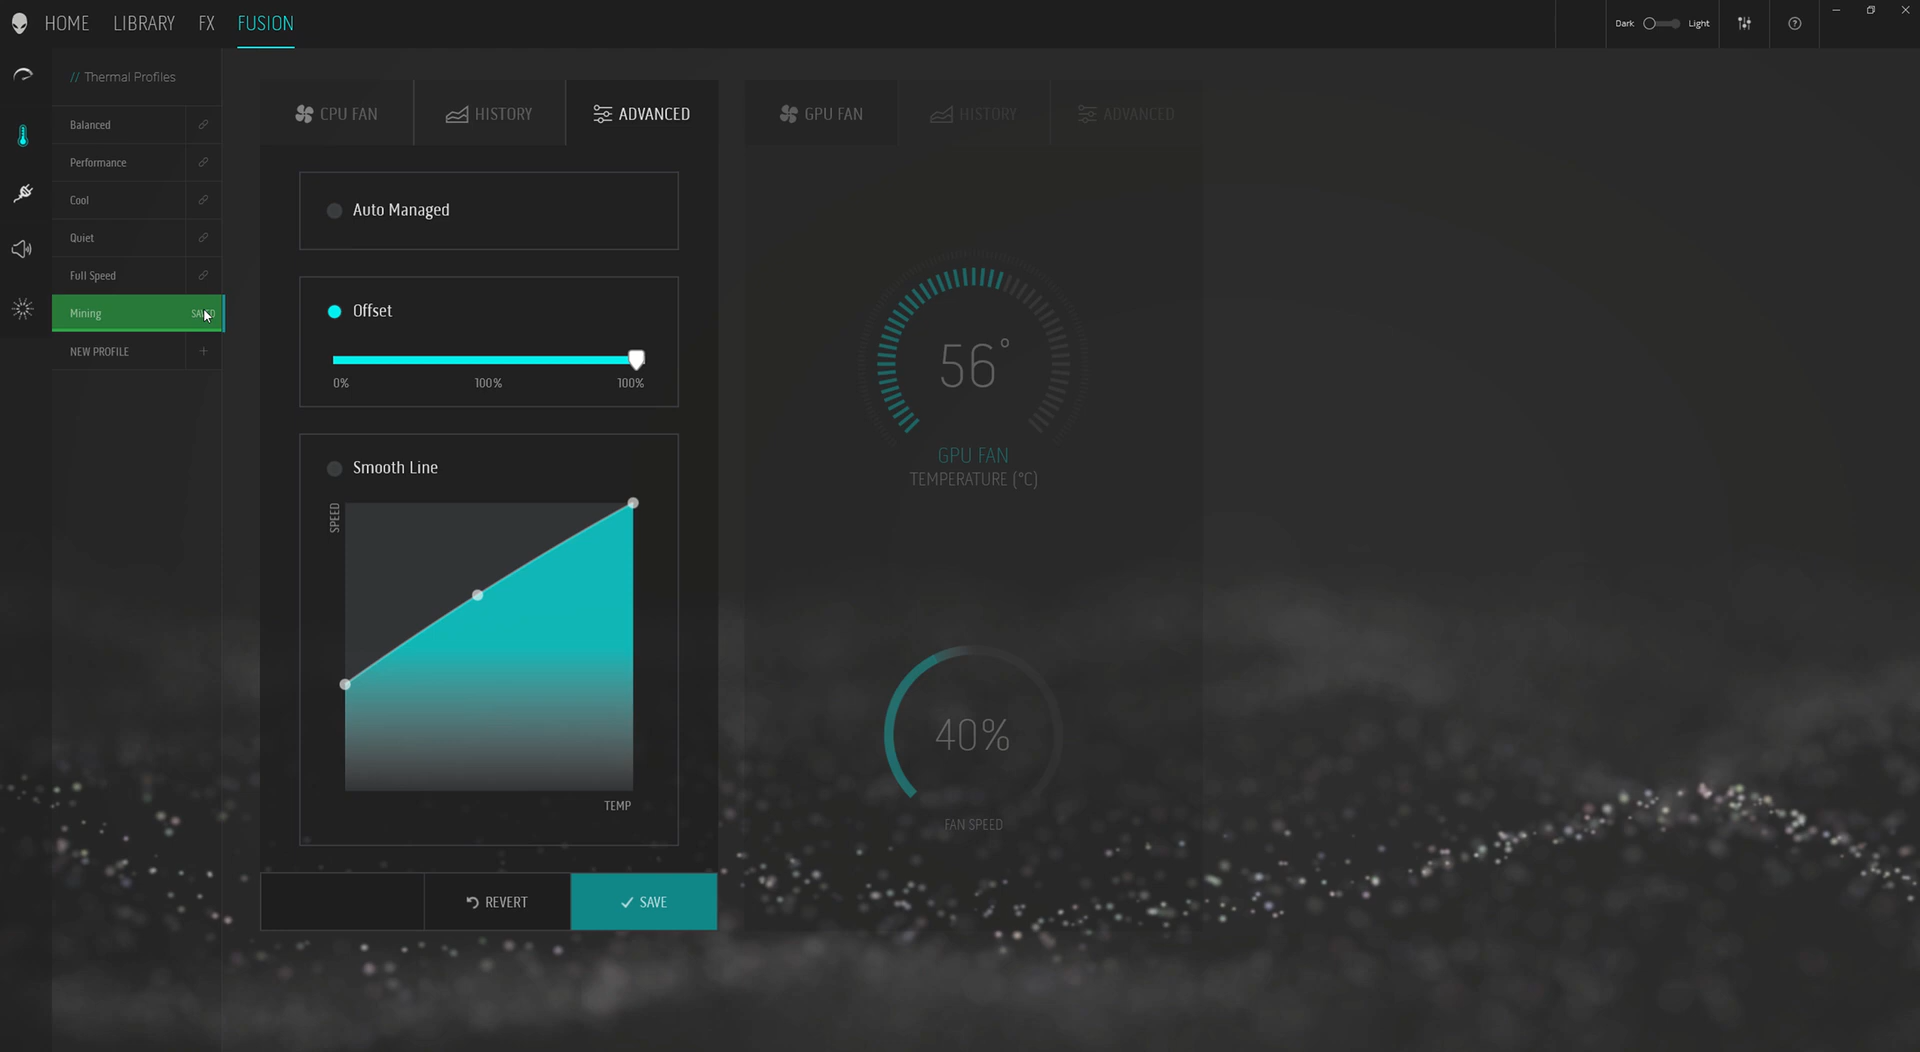 HOME LIBRARY FX FUSION
Dark Light
// Thermal Profiles
Balanced
Performance
Cool
Quiet
Full Speed
Mining
NEW PROFILE +
CPU FAN HISTORY ADVANCED
Auto Managed
Offset
0% 100% 100%
Smooth Line
SPEED
TEMP
REVERT SAVE
GPU FAN HISTORY ADVANCED
56°
GPU FAN
TEMPERATURE (°C)
40%
FAN SPEED